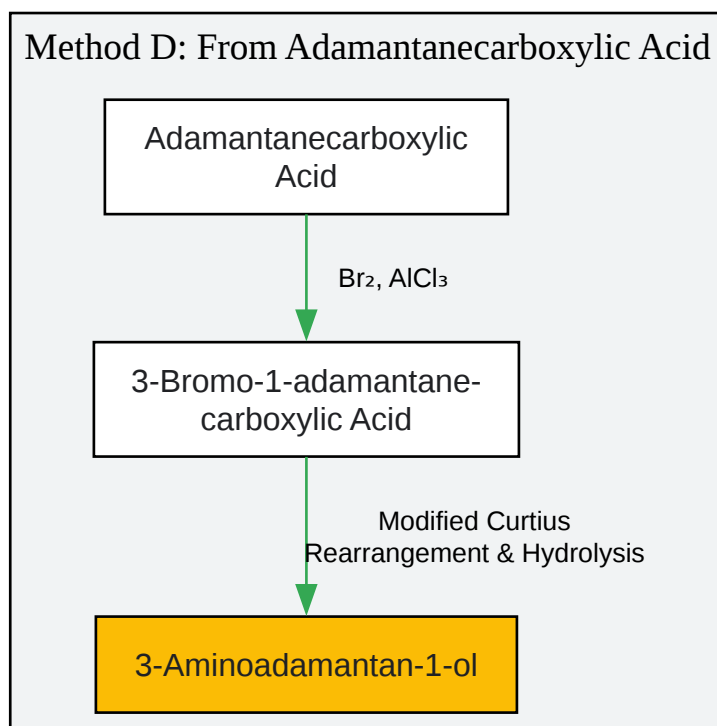 Method D: From Adamantanecarboxylic Acid
Adamantanecarboxylic
Acid
Br₂, AlCl₃
3-Bromo-1-adamantane-
carboxylic Acid
Modified Curtius
Rearrangement & Hydrolysis
3-Aminoadamantan-1-ol